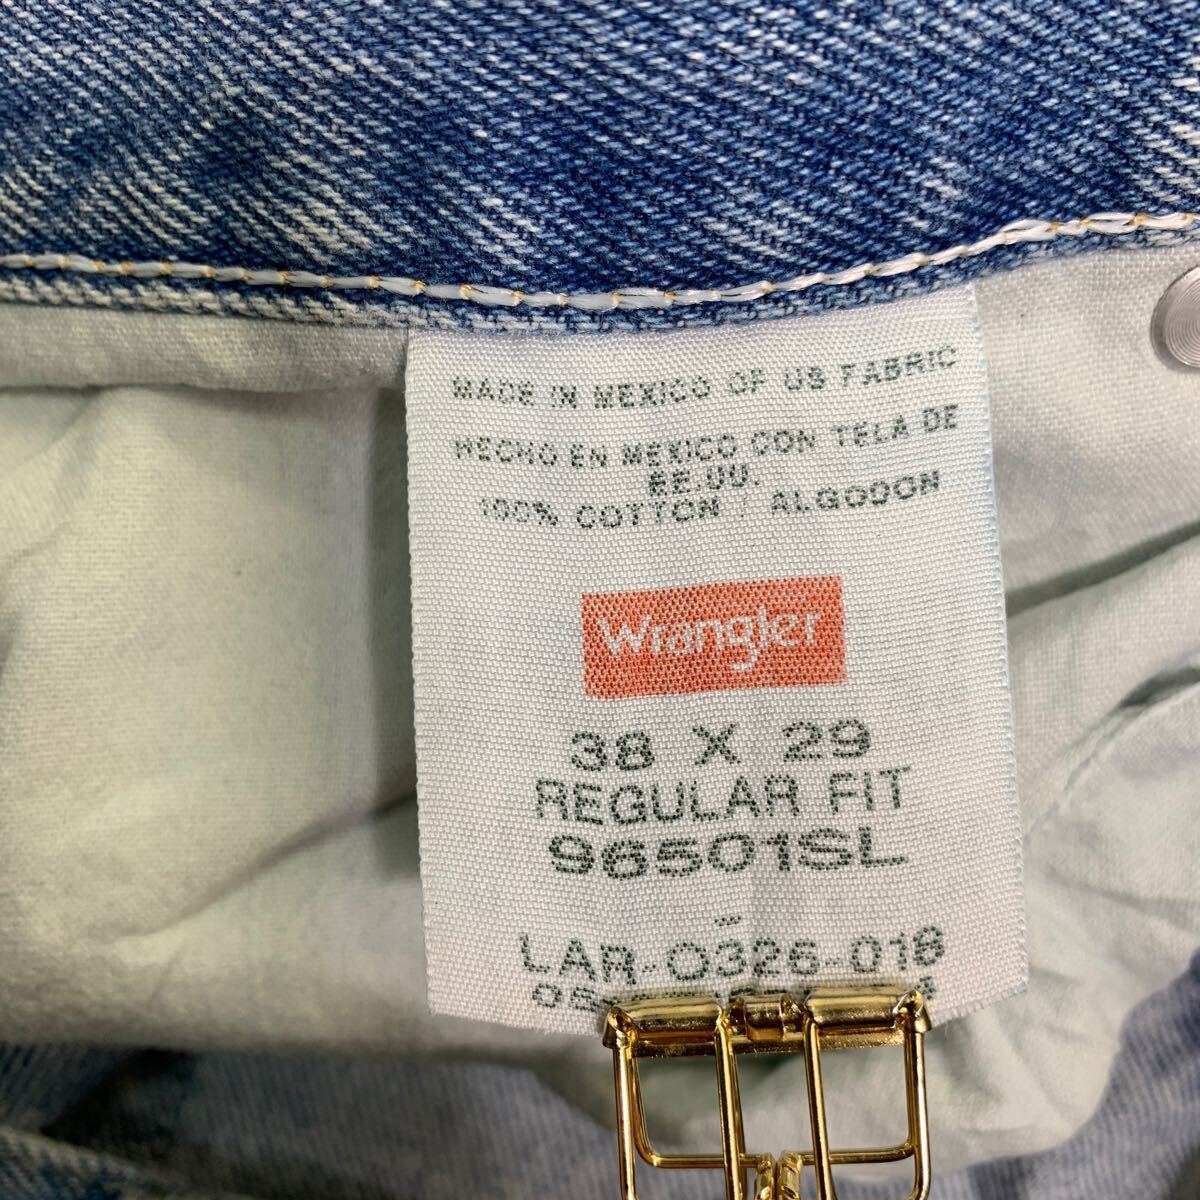 MADE IN MEXICO OF US FABRIC
HECHO EN MEXICO CON TELA DE
EE.UU.
100% COTTON / ALGODON
Wrangler
38 X 29
REGULAR FIT
96501SL
-
LAR-0326-018